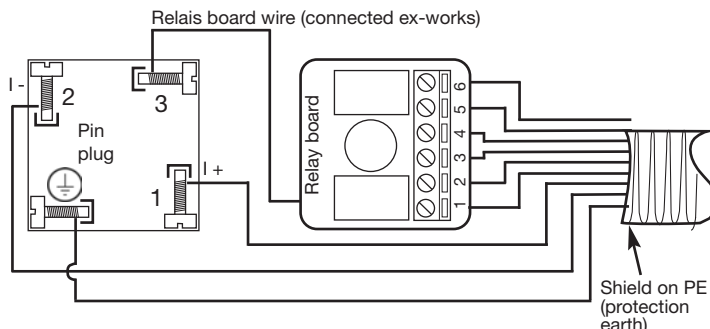 Relais board wire (connected ex-works)
I -
2
3
Pin
plug
I +
1
Relay board
6
5
4
3
2
1
Shield on PE
(protection
earth)